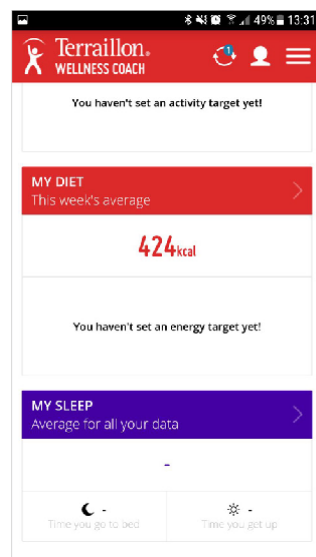 49% 13:31
Terraillon.
WELLNESS COACH
1
You haven't set an activity target yet!
MY DIET
This week's average
424kcal
You haven't set an energy target yet!
MY SLEEP
Average for all your data
-
- -
Time you go to bed Time you get up